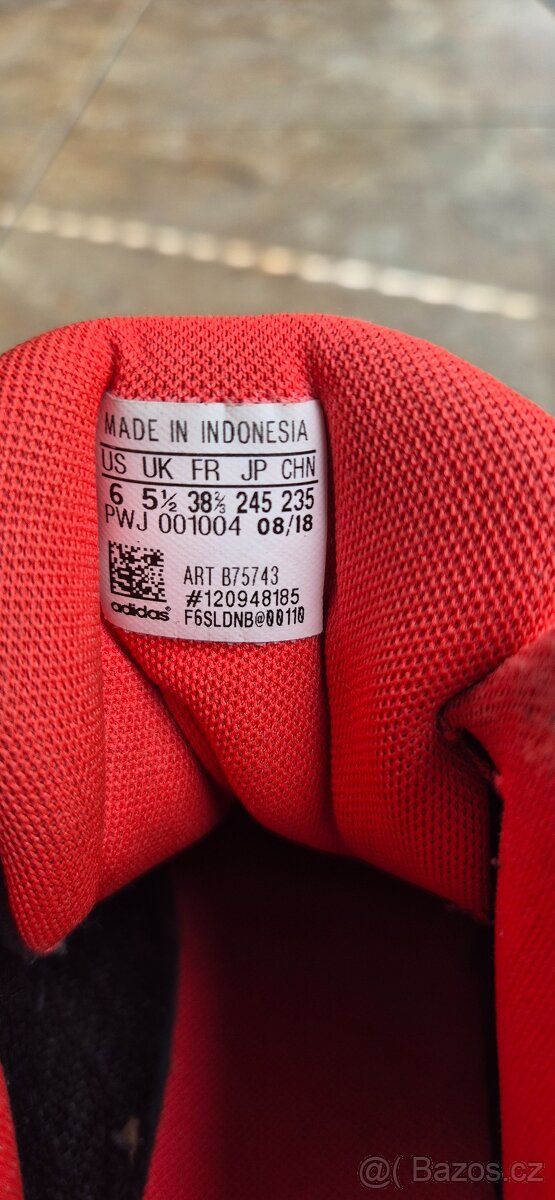 MADE IN INDONESIA
US UK FR JP CHN
6 5½ 38⅔ 245 235
PWJ 001004 08/18
ART B75743
#120948185
adidas®
F6SLDNB@00110
@( Bazos.cz